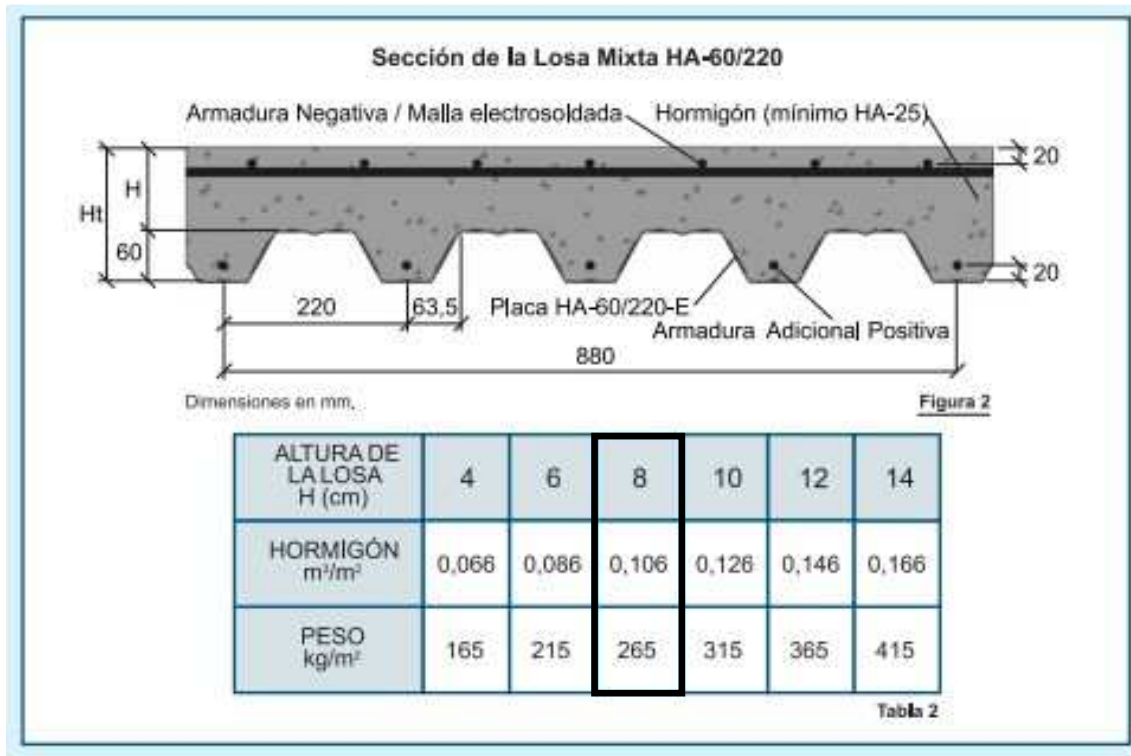 Sección de la Losa Mixta HA-60/220
Armadura Negativa / Malla electrosoldada
Hormigón (mínimo HA-25)
20
H
Ht
60
20
220
63,5
Placa HA-60/220-E
Armadura Adicional Positiva
880
Dimensiones en mm.
Figura 2
ALTURA DE
LA LOSA
H (cm)
4 6 8 10 12 14
HORMIGÓN
m³/m²
0,066 0,086 0,106 0,126 0,146 0,166
PESO
kg/m²
165 215 265 315 365 415
Tabla 2